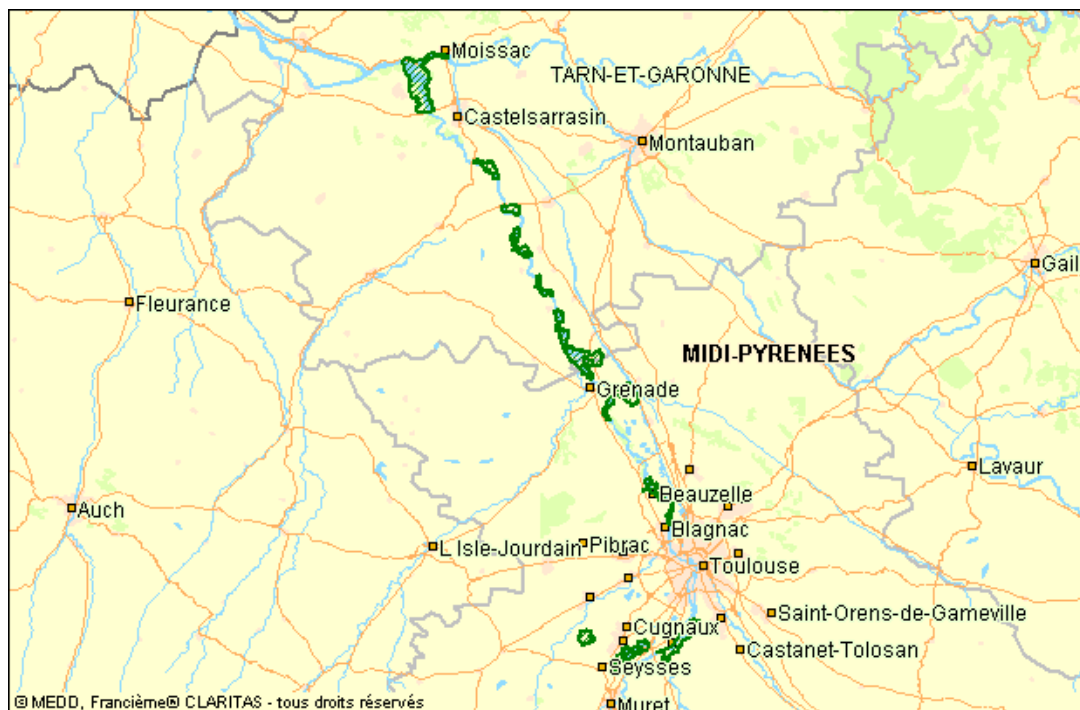 Moissac
TARN-ET-GARONNE
Castelsarrasin
Montauban
Gail
Fleurance
MIDI-PYRENEES
Grenade
Lavaur
Beauzelle
Auch
Blagnac
L Isle-Jourdain
Pibrac
Toulouse
Saint-Orens-de-Gameville
Cugnaux
Castanet-Tolosan
Seysses
Muret
© MEDD, Francième® CLARITAS - tous droits réservés